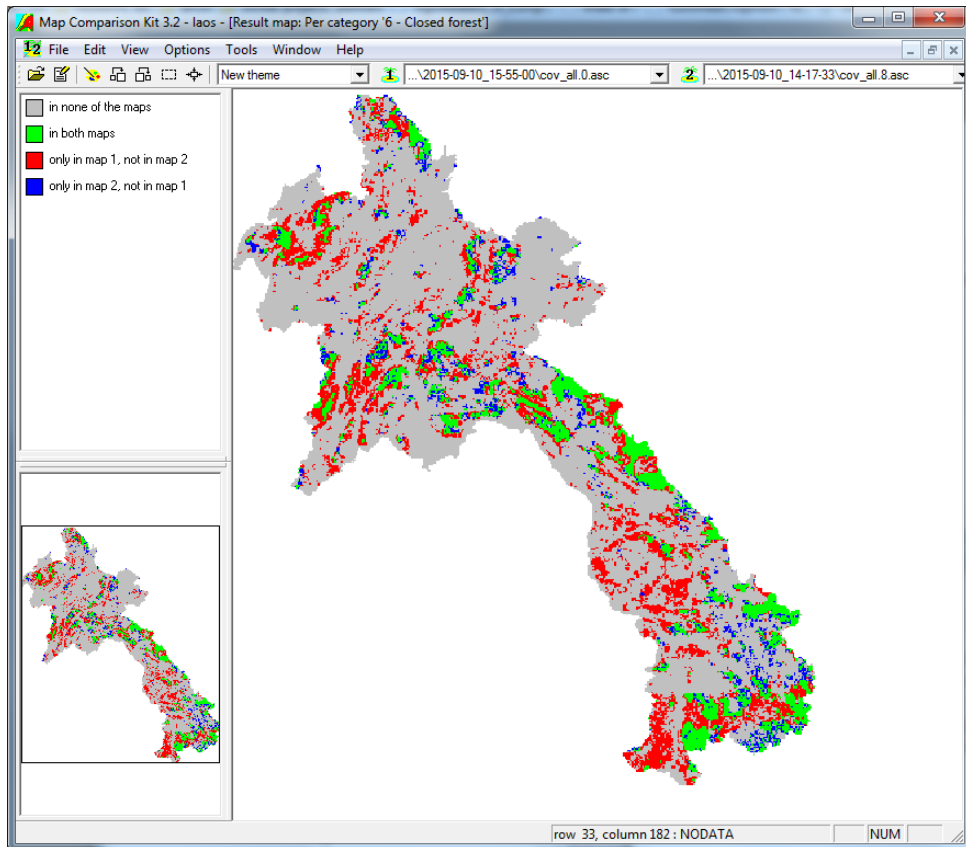 Map Comparison Kit 3.2 - laos - [Result map: Per category '6 - Closed forest']
File Edit View Options Tools Window Help
New theme 1 ...\2015-09-10_15-55-00\cov_all.0.asc 2 ...\2015-09-10_14-17-33\cov_all.8.asc
in none of the maps
in both maps
only in map 1, not in map 2
only in map 2, not in map 1
row 33, column 182 : NODATA NUM